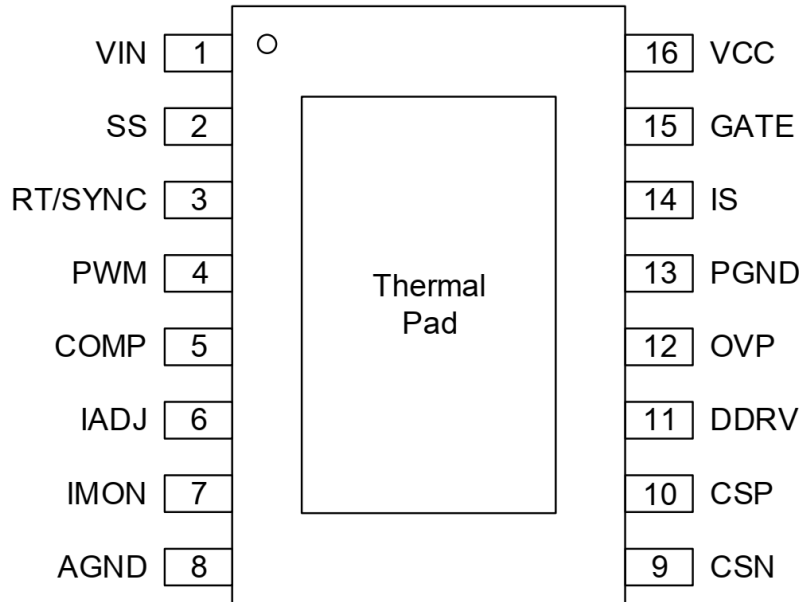 VIN 1 16 VCC
SS 2 15 GATE
RT/SYNC 3 14 IS
PWM 4 13 PGND
Thermal
Pad
COMP 5 12 OVP
IADJ 6 11 DDRV
IMON 7 10 CSP
AGND 8 9 CSN